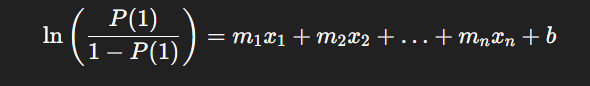 ln(P(1)/(1 − P(1))) = m₁x₁ + m₂x₂ + … + mₙxₙ + b